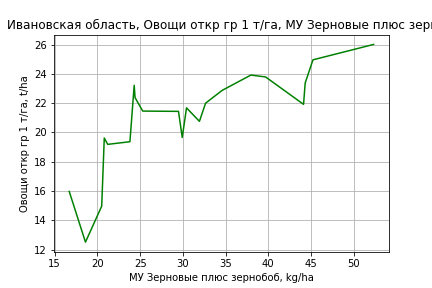 Ивановская область, Овощи откр гр 1 т/га, МУ Зерновые плюс
26
24
22
20
18
16
14
12
Овощи откр гр 1 т/га, t/ha
15 20 25 30 35 40 45 50
МУ Зерновые плюс зернобоб, kg/ha